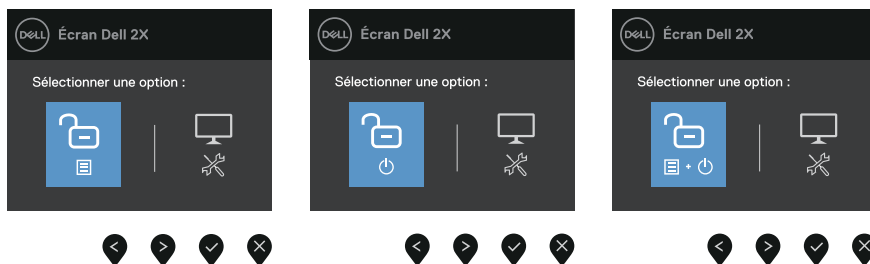 DELL Écran Dell 2X
Sélectionner une option :
DELL Écran Dell 2X
Sélectionner une option :
DELL Écran Dell 2X
Sélectionner une option :